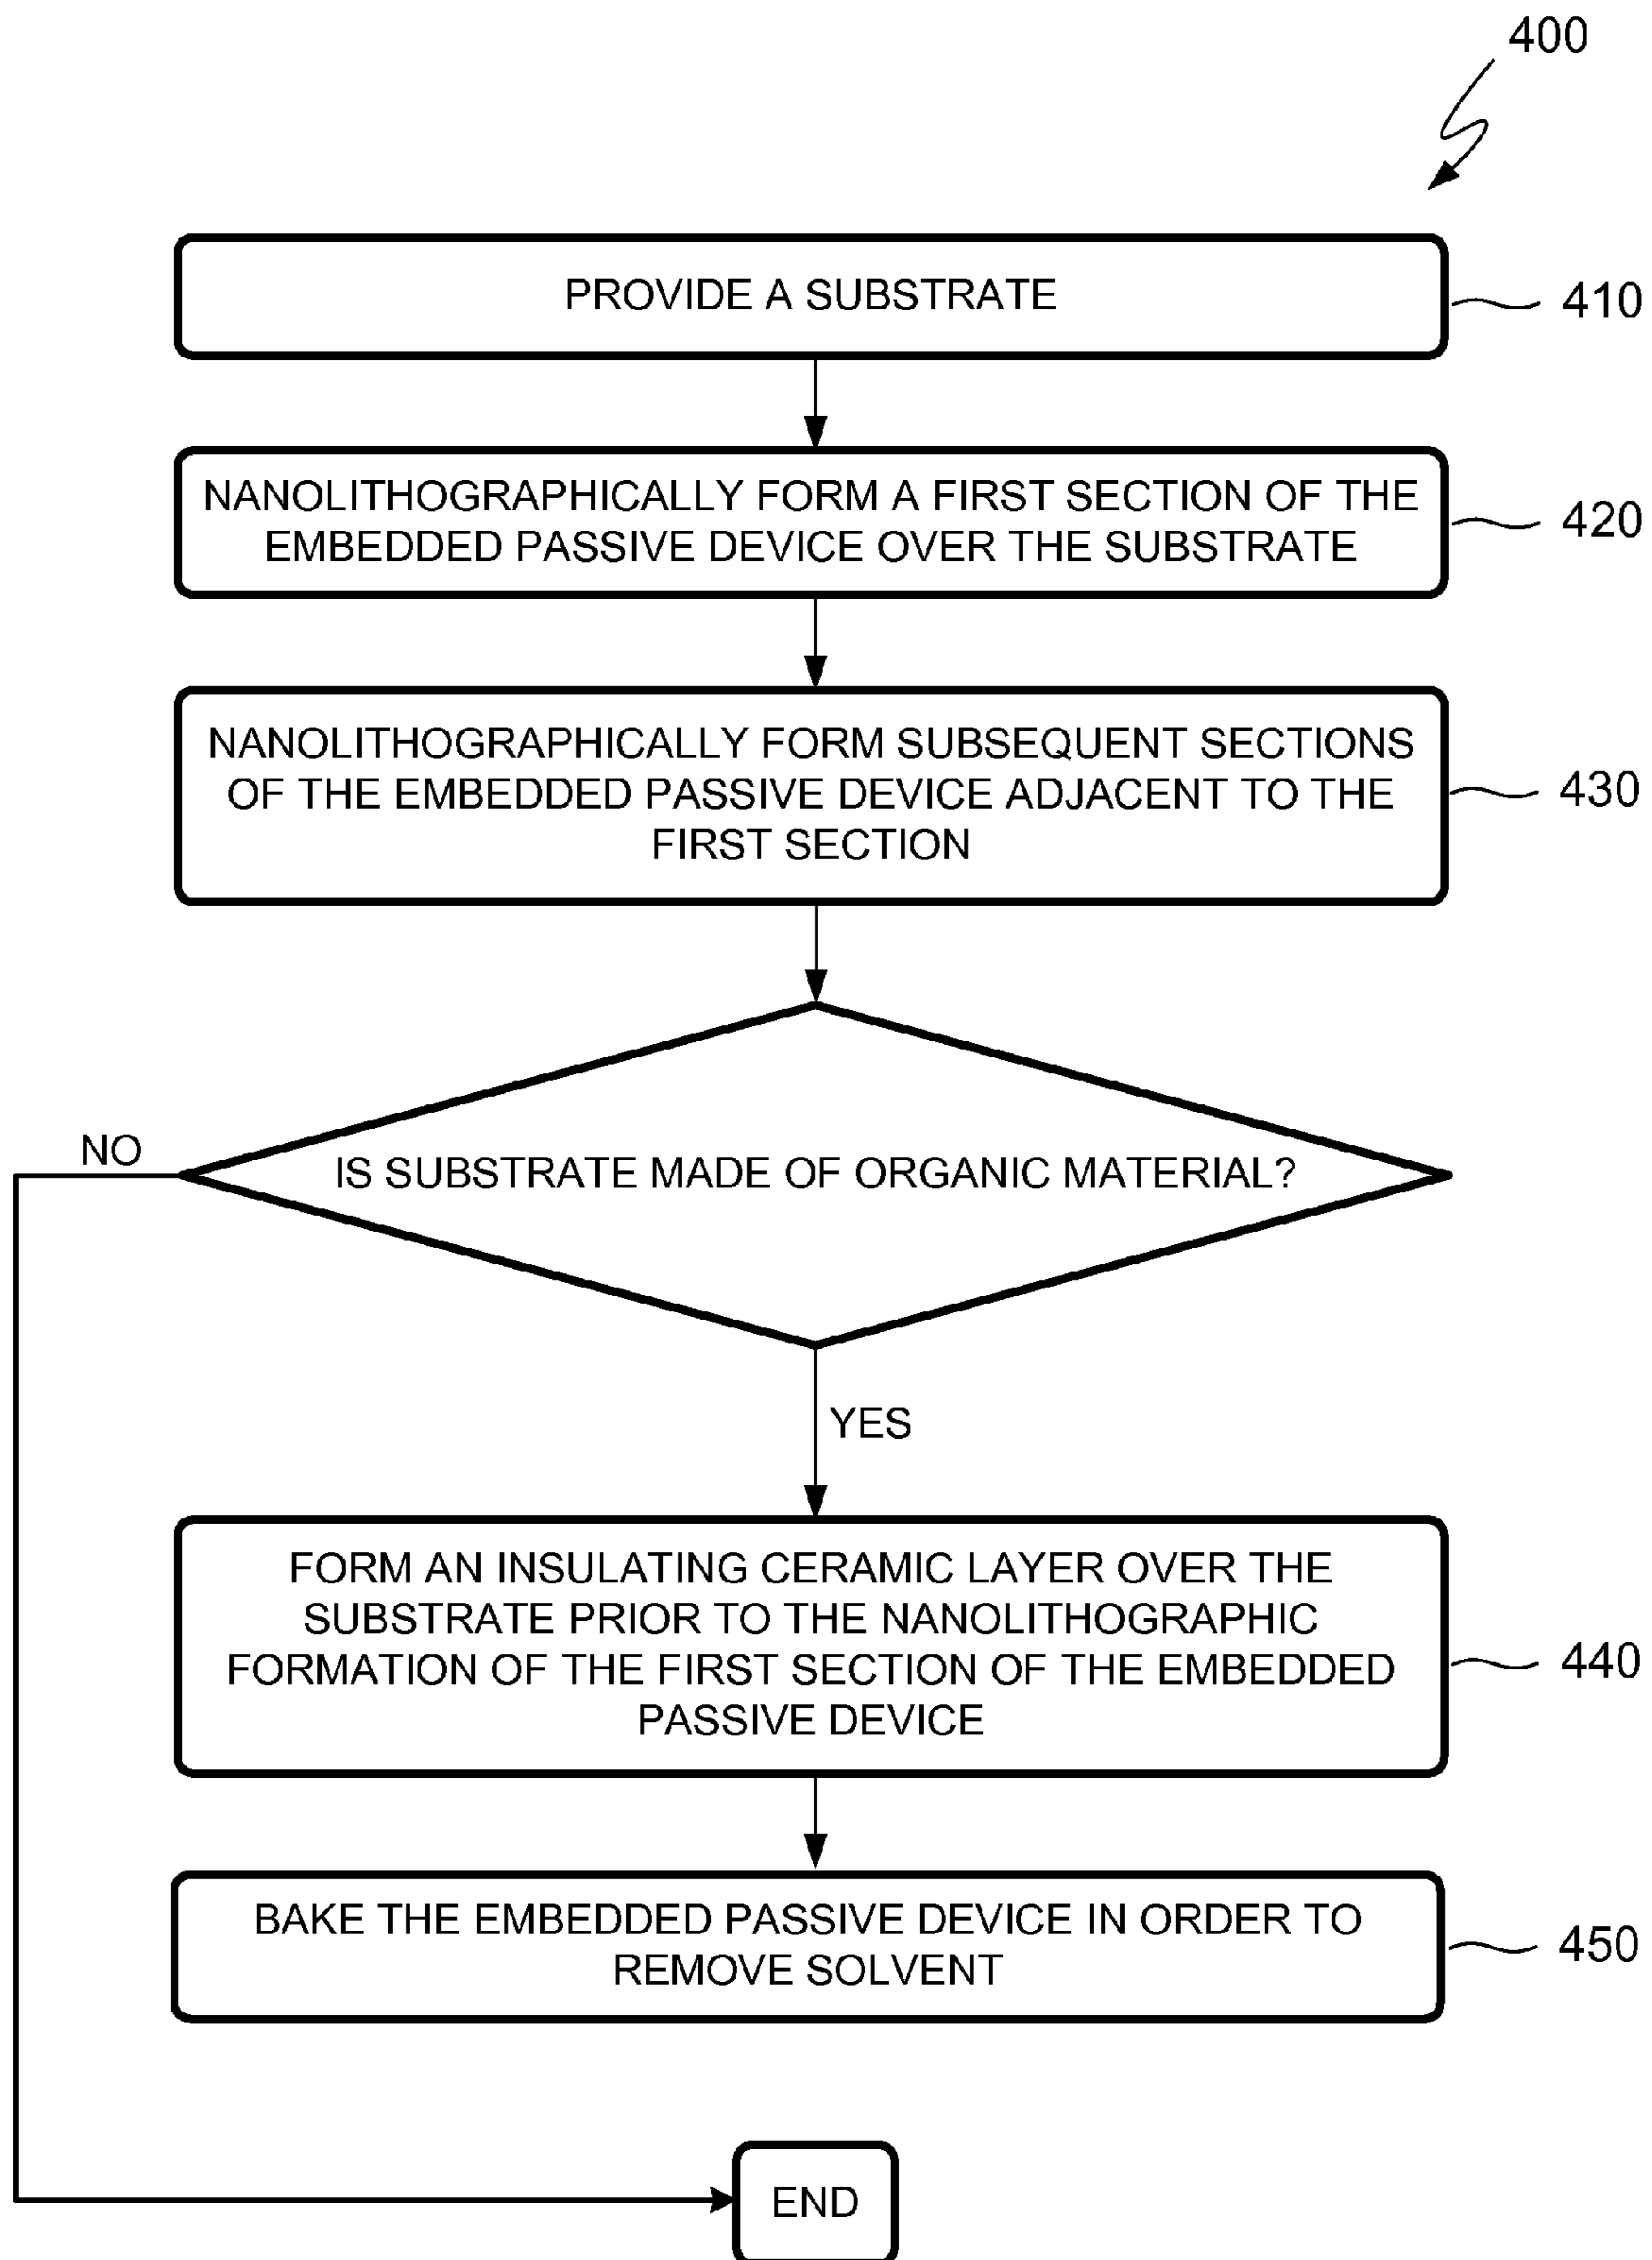 400
PROVIDE A SUBSTRATE
410
NANOLITHOGRAPHICALLY FORM A FIRST SECTION OF THE
EMBEDDED PASSIVE DEVICE OVER THE SUBSTRATE
420
NANOLITHOGRAPHICALLY FORM SUBSEQUENT SECTIONS
OF THE EMBEDDED PASSIVE DEVICE ADJACENT TO THE
FIRST SECTION
430
NO
IS SUBSTRATE MADE OF ORGANIC MATERIAL?
YES
FORM AN INSULATING CERAMIC LAYER OVER THE
SUBSTRATE PRIOR TO THE NANOLITHOGRAPHIC
FORMATION OF THE FIRST SECTION OF THE EMBEDDED
PASSIVE DEVICE
440
BAKE THE EMBEDDED PASSIVE DEVICE IN ORDER TO
REMOVE SOLVENT
450
END